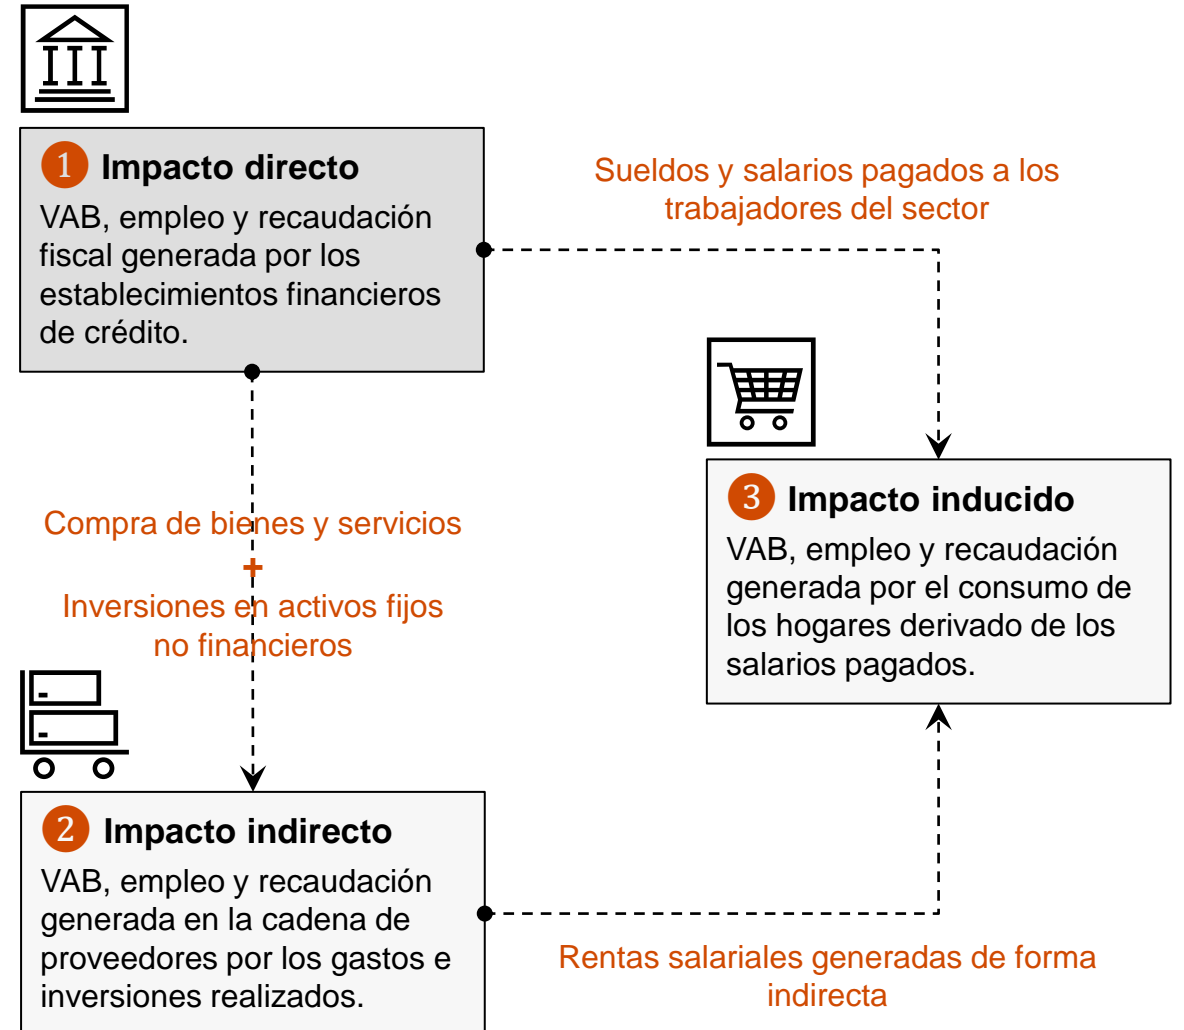 1 Impacto directo
VAB, empleo y recaudación
fiscal generada por los
establecimientos financieros
de crédito.
Sueldos y salarios pagados a los
trabajadores del sector
Compra de bienes y servicios
+
Inversiones en activos fijos
no financieros
3 Impacto inducido
VAB, empleo y recaudación
generada por el consumo de
los hogares derivado de los
salarios pagados.
2 Impacto indirecto
VAB, empleo y recaudación
generada en la cadena de
proveedores por los gastos e
inversiones realizados.
Rentas salariales generadas de forma
indirecta